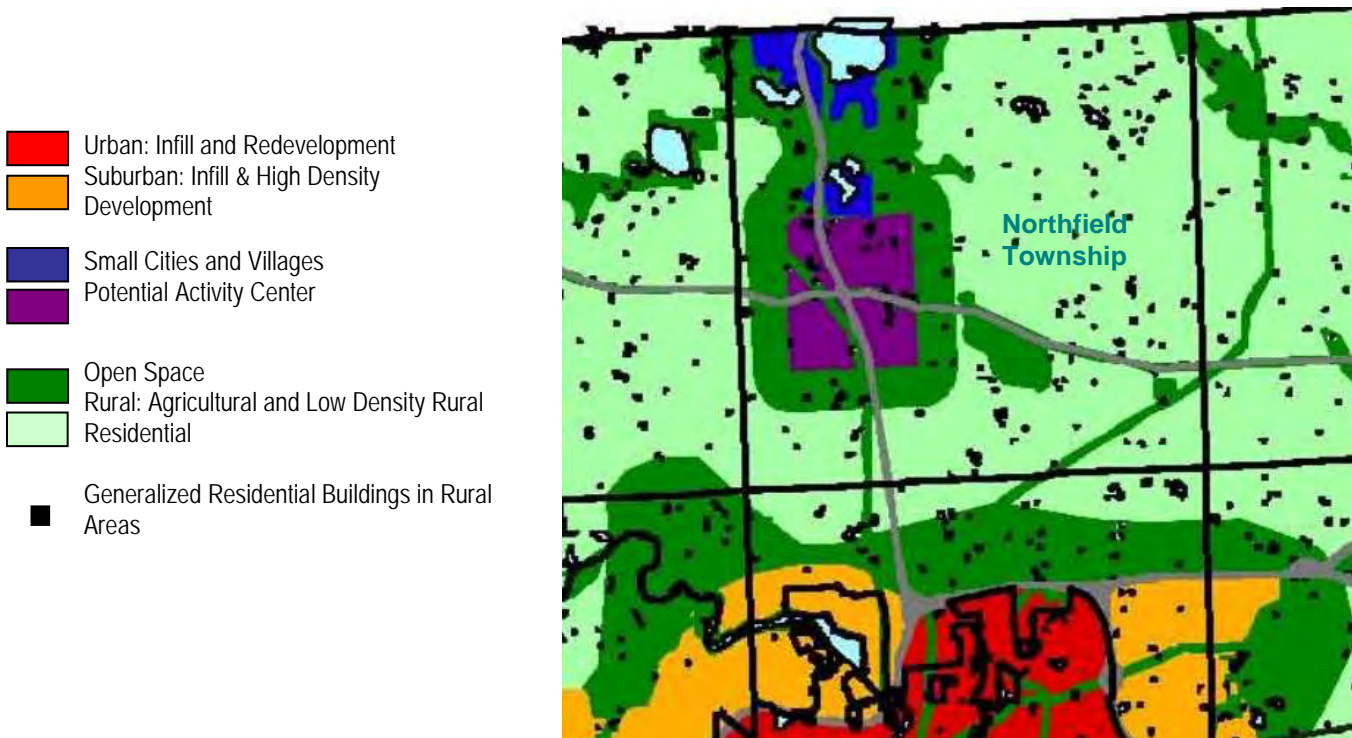 Urban: Infill and Redevelopment
Suburban: Infill & High Density
Development
Small Cities and Villages
Potential Activity Center
Open Space
Rural: Agricultural and Low Density Rural
Residential
Generalized Residential Buildings in Rural
Areas
Northfield
Township